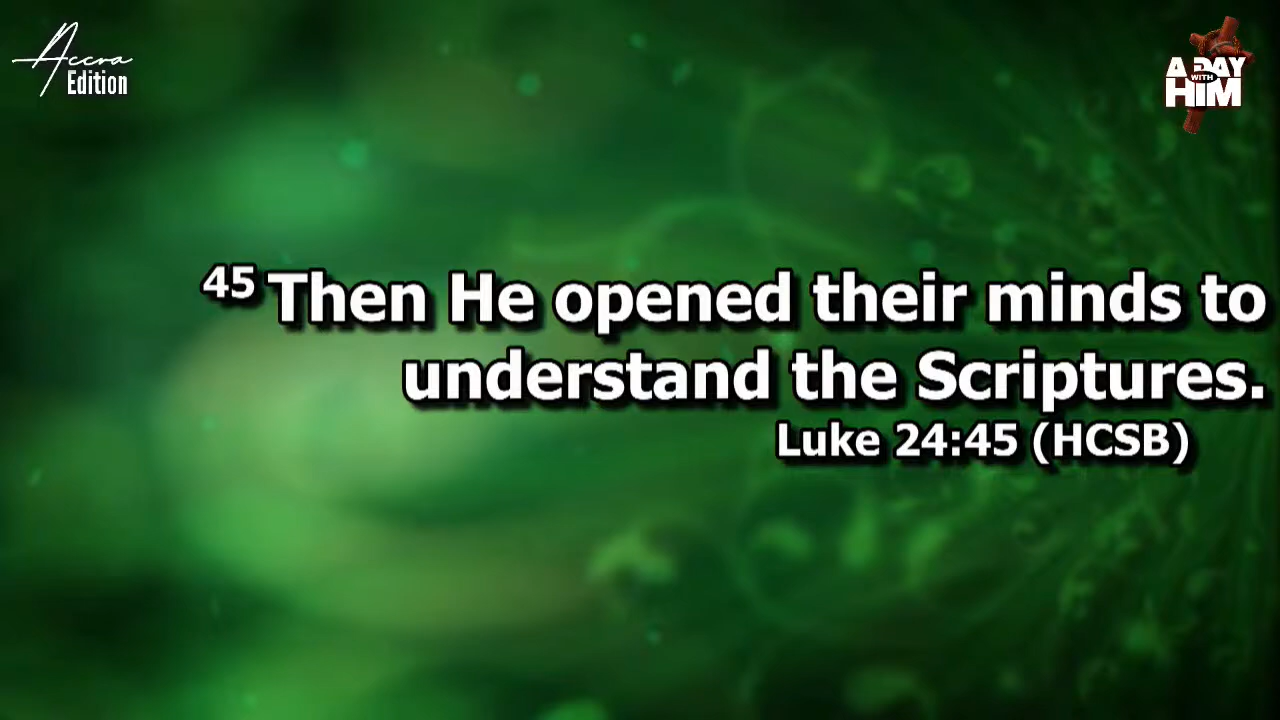 Accra
Edition
A DAY
WITH
HIM
45 Then He opened their minds to
understand the Scriptures.
Luke 24:45 (HCSB)